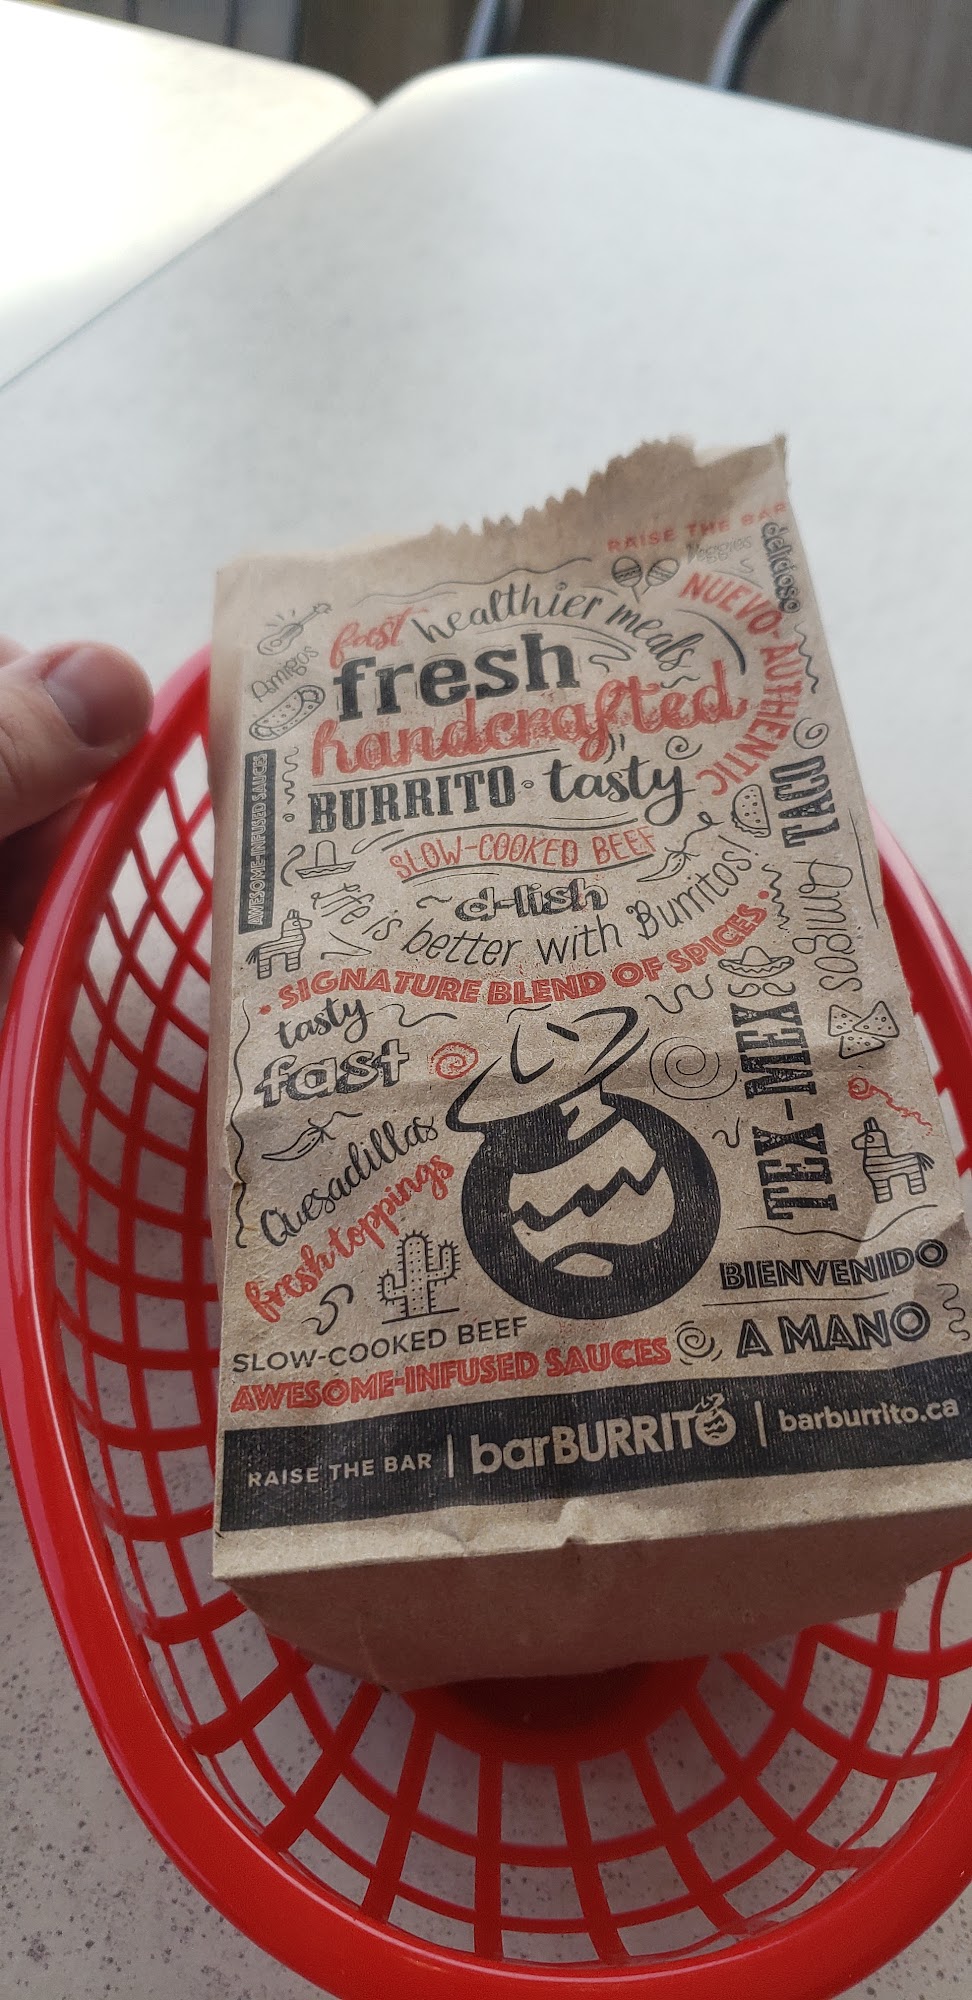 RAISE THE BAR
Veggies
delicioso
fast healthier meals
NUEVO-AUTHENTIC
Amigos
fresh
handcrafted
AWESOME-INFUSED SAUCES
BURRITO · tasty
TACO
SLOW-COOKED BEEF
d-lish
Life is better with Burritos!
Amigos
• SIGNATURE BLEND OF SPICES •
tasty
fast
TEX-MEX
Quesadillas
fresh toppings
BIENVENIDO
SLOW-COOKED BEEF
A MANO
AWESOME-INFUSED SAUCES
RAISE THE BAR | barBURRITO | barburrito.ca